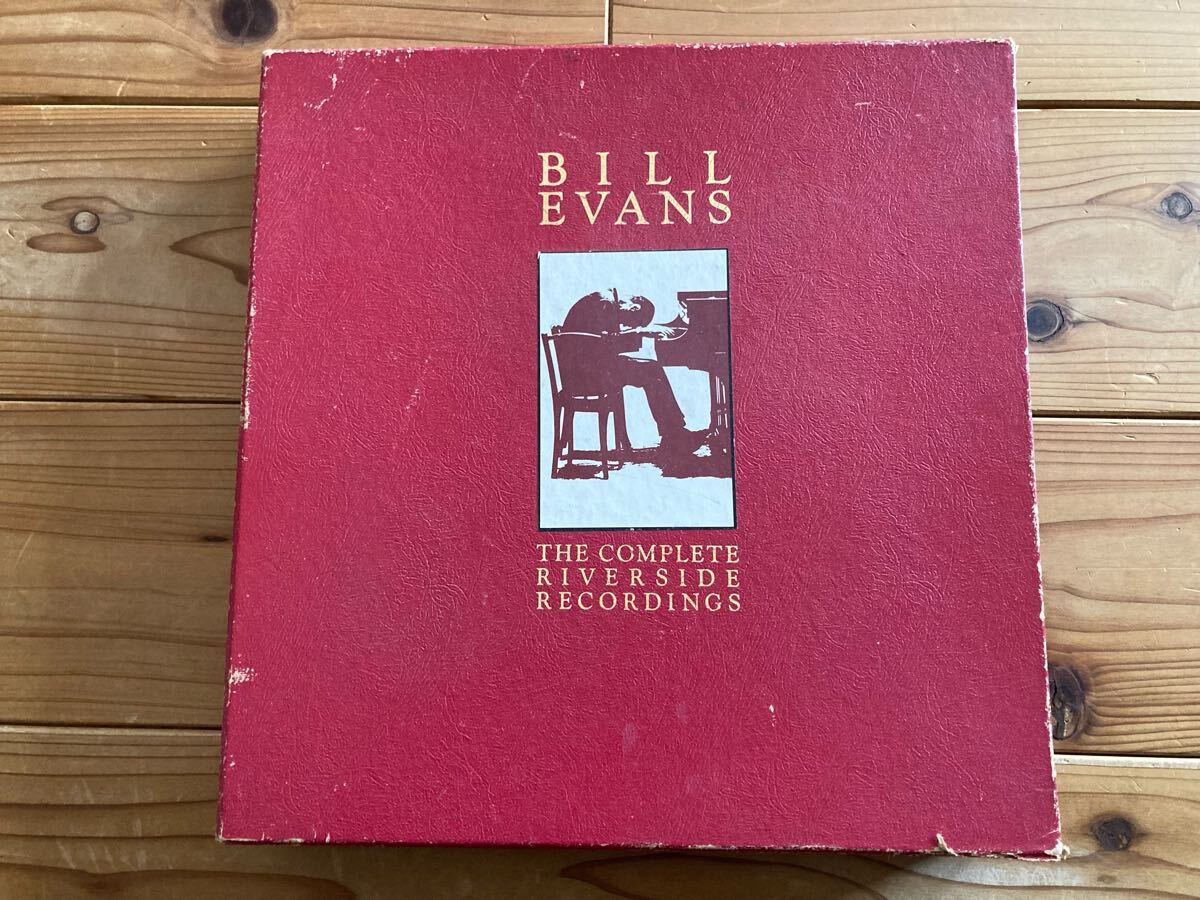 BILL
EVANS
THE COMPLETE
RIVERSIDE
RECORDINGS